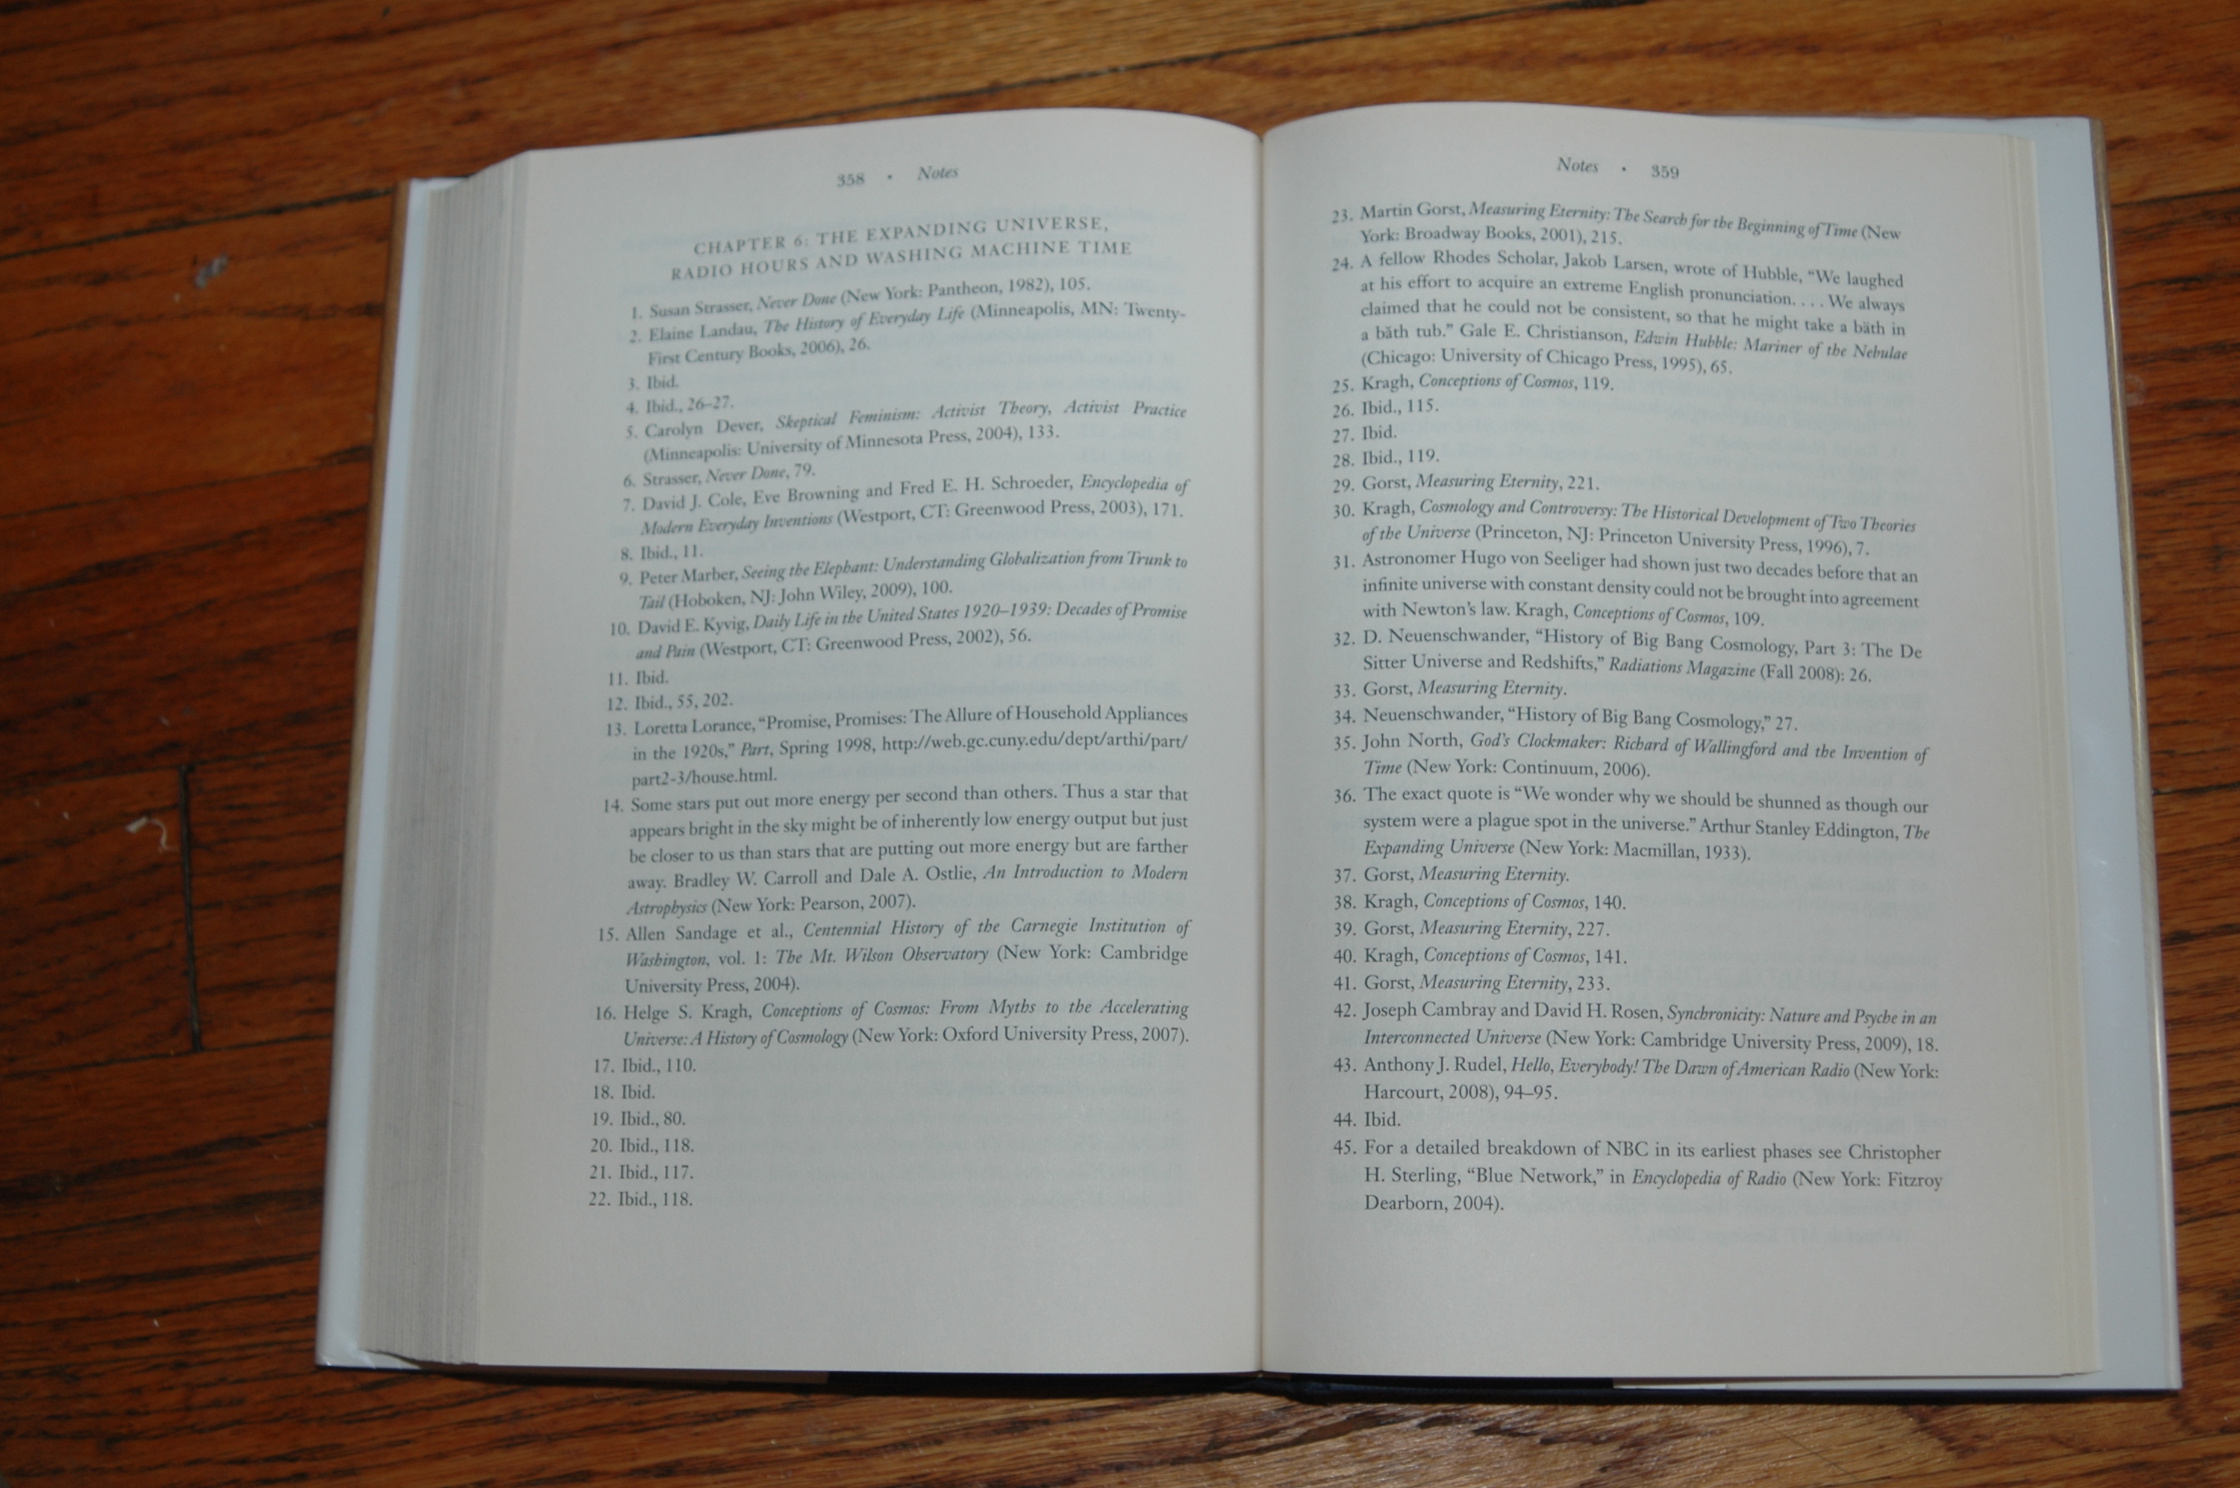 358 • Notes
CHAPTER 6: THE EXPANDING UNIVERSE,
RADIO HOURS AND WASHING MACHINE TIME
1. Susan Strasser, Never Done (New York: Pantheon, 1982), 105.
2. Elaine Landau, The History of Everyday Life (Minneapolis, MN: Twenty-
First Century Books, 2006), 26.
3. Ibid.
4. Ibid., 26–27.
5. Carolyn Dever, Skeptical Feminism: Activist Theory, Activist Practice
(Minneapolis: University of Minnesota Press, 2004), 133.
6. Strasser, Never Done, 79.
7. David J. Cole, Eve Browning and Fred E. H. Schroeder, Encyclopedia of
Modern Everyday Inventions (Westport, CT: Greenwood Press, 2003), 171.
8. Ibid., 11.
9. Peter Marber, Seeing the Elephant: Understanding Globalization from Trunk to
Tail (Hoboken, NJ: John Wiley, 2009), 100.
10. David E. Kyvig, Daily Life in the United States 1920–1939: Decades of Promise
and Pain (Westport, CT: Greenwood Press, 2002), 56.
11. Ibid.
12. Ibid., 55, 202.
13. Loretta Lorance, “Promise, Promises: The Allure of Household Appliances
in the 1920s,” Part, Spring 1998, http://web.gc.cuny.edu/dept/arthi/part/
part2-3/house.html.
14. Some stars put out more energy per second than others. Thus a star that
appears bright in the sky might be of inherently low energy output but just
be closer to us than stars that are putting out more energy but are farther
away. Bradley W. Carroll and Dale A. Ostlie, An Introduction to Modern
Astrophysics (New York: Pearson, 2007).
15. Allen Sandage et al., Centennial History of the Carnegie Institution of
Washington, vol. 1: The Mt. Wilson Observatory (New York: Cambridge
University Press, 2004).
16. Helge S. Kragh, Conceptions of Cosmos: From Myths to the Accelerating
Universe: A History of Cosmology (New York: Oxford University Press, 2007).
17. Ibid., 110.
18. Ibid.
19. Ibid., 80.
20. Ibid., 118.
21. Ibid., 117.
22. Ibid., 118.
Notes • 359
23. Martin Gorst, Measuring Eternity: The Search for the Beginning of Time (New
York: Broadway Books, 2001), 215.
24. A fellow Rhodes Scholar, Jakob Larsen, wrote of Hubble, “We laughed
at his effort to acquire an extreme English pronunciation. . . . We always
claimed that he could not be consistent, so that he might take a bäth in
a băth tub.” Gale E. Christianson, Edwin Hubble: Mariner of the Nebulae
(Chicago: University of Chicago Press, 1995), 65.
25. Kragh, Conceptions of Cosmos, 119.
26. Ibid., 115.
27. Ibid.
28. Ibid., 119.
29. Gorst, Measuring Eternity, 221.
30. Kragh, Cosmology and Controversy: The Historical Development of Two Theories
of the Universe (Princeton, NJ: Princeton University Press, 1996), 7.
31. Astronomer Hugo von Seeliger had shown just two decades before that an
infinite universe with constant density could not be brought into agreement
with Newton’s law. Kragh, Conceptions of Cosmos, 109.
32. D. Neuenschwander, “History of Big Bang Cosmology, Part 3: The De
Sitter Universe and Redshifts,” Radiations Magazine (Fall 2008): 26.
33. Gorst, Measuring Eternity.
34. Neuenschwander, “History of Big Bang Cosmology,” 27.
35. John North, God’s Clockmaker: Richard of Wallingford and the Invention of
Time (New York: Continuum, 2006).
36. The exact quote is “We wonder why we should be shunned as though our
system were a plague spot in the universe.” Arthur Stanley Eddington, The
Expanding Universe (New York: Macmillan, 1933).
37. Gorst, Measuring Eternity.
38. Kragh, Conceptions of Cosmos, 140.
39. Gorst, Measuring Eternity, 227.
40. Kragh, Conceptions of Cosmos, 141.
41. Gorst, Measuring Eternity, 233.
42. Joseph Cambray and David H. Rosen, Synchronicity: Nature and Psyche in an
Interconnected Universe (New York: Cambridge University Press, 2009), 18.
43. Anthony J. Rudel, Hello, Everybody! The Dawn of American Radio (New York:
Harcourt, 2008), 94–95.
44. Ibid.
45. For a detailed breakdown of NBC in its earliest phases see Christopher
H. Sterling, “Blue Network,” in Encyclopedia of Radio (New York: Fitzroy
Dearborn, 2004).